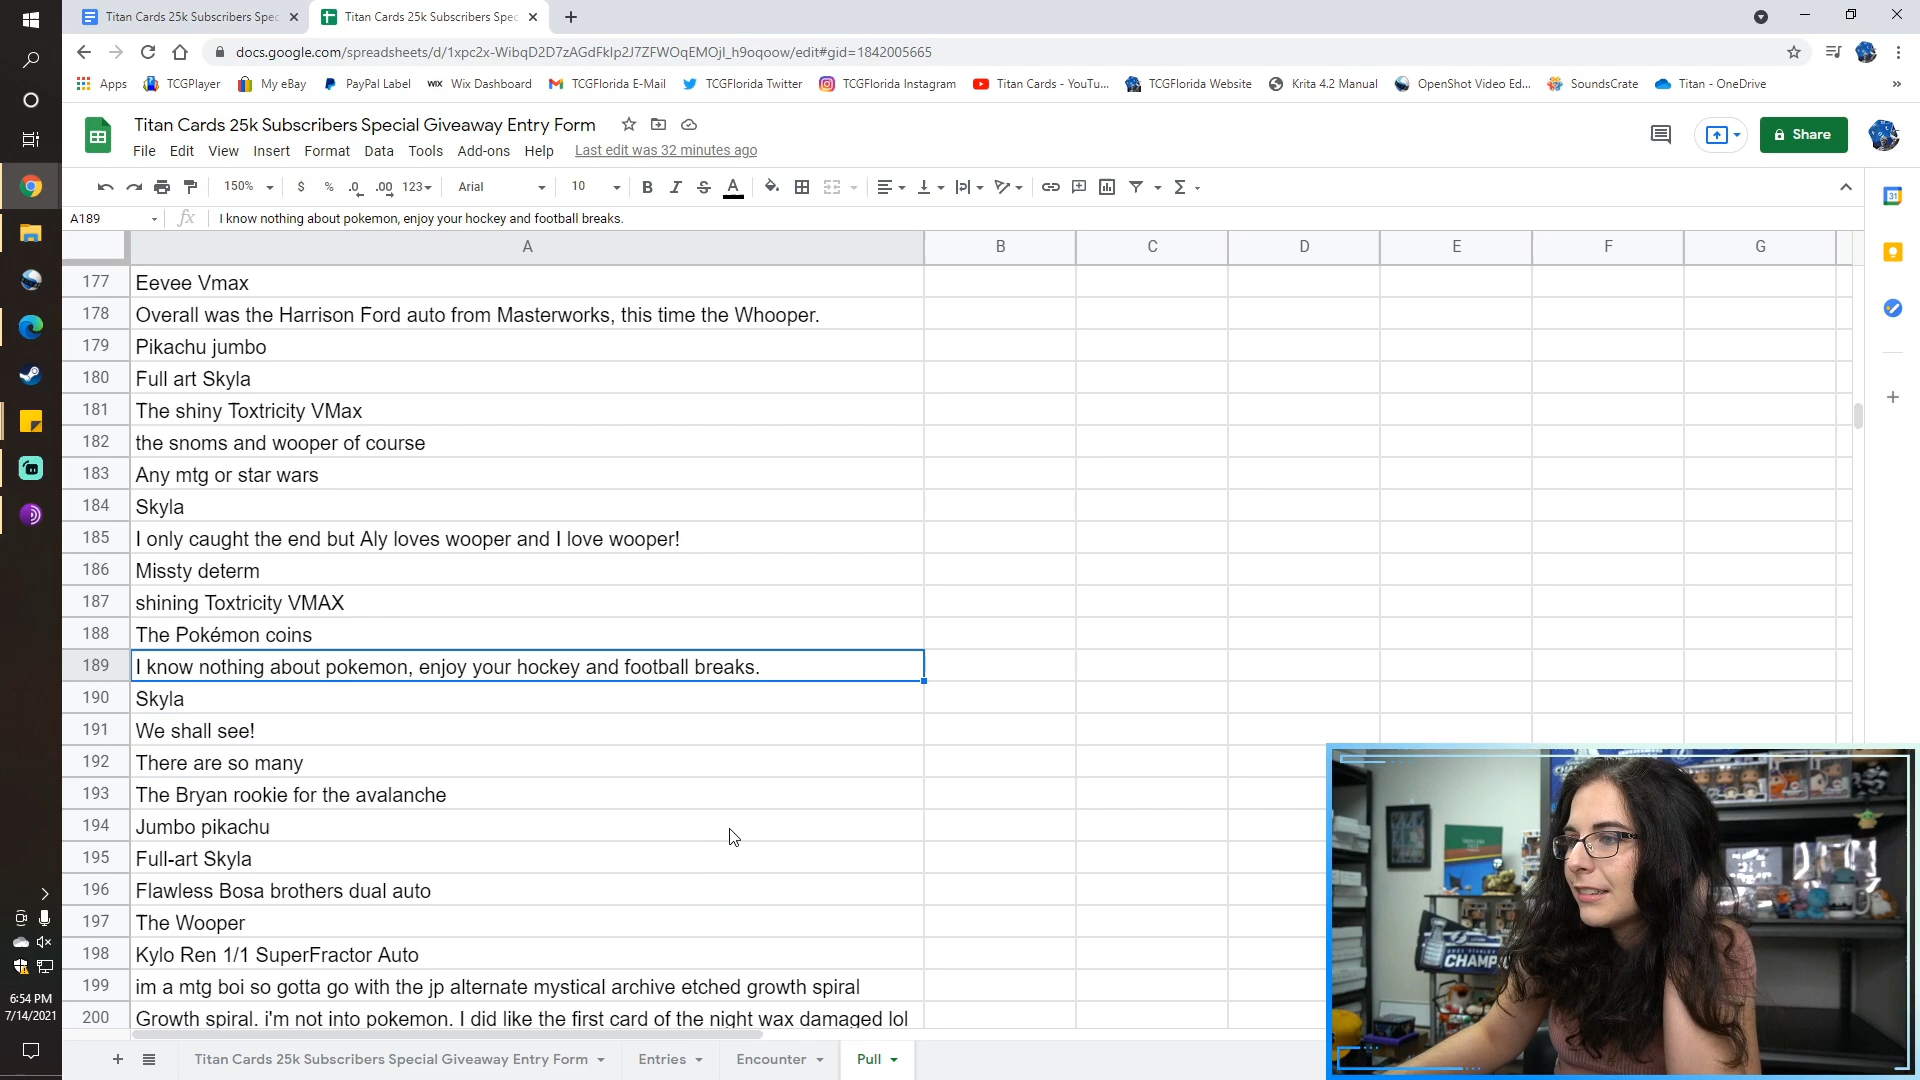 Titan Cards 25k Subscribers Spec
Titan Cards 25k Subscribers Spec
docs.google.com/spreadsheets/d/1xpc2x-WibqD2D7zAGdFklp2J7ZFWOqEMOjl_h9oqoow/edit#gid=1842005665
Apps TCGPlayer My eBay PayPal Label WIX Wix Dashboard TCGFlorida E-Mail TCGFlorida Twitter TCGFlorida Instagram Titan Cards - YouTu... TCGFlorida Website Krita 4.2 Manual OpenShot Video Ed... SoundsCrate Titan - OneDrive »
Titan Cards 25k Subscribers Special Giveaway Entry Form
Share
File Edit View Insert Format Data Tools Add-ons Help Last edit was 32 minutes ago
150% $ % .0 .00 123 Arial 10 B I S A Σ
A189 fx I know nothing about pokemon, enjoy your hockey and football breaks.
A B C D E F G
177 Eevee Vmax
178 Overall was the Harrison Ford auto from Masterworks, this time the Whooper.
179 Pikachu jumbo
180 Full art Skyla
181 The shiny Toxtricity VMax
182 the snoms and wooper of course
183 Any mtg or star wars
184 Skyla
185 I only caught the end but Aly loves wooper and I love wooper!
186 Missty determ
187 shining Toxtricity VMAX
188 The Pokémon coins
189 I know nothing about pokemon, enjoy your hockey and football breaks.
190 Skyla
191 We shall see!
192 There are so many
193 The Bryan rookie for the avalanche
194 Jumbo pikachu
195 Full-art Skyla
196 Flawless Bosa brothers dual auto
197 The Wooper
198 Kylo Ren 1/1 SuperFractor Auto
199 im a mtg boi so gotta go with the jp alternate mystical archive etched growth spiral
200 Growth spiral. i'm not into pokemon. I did like the first card of the night wax damaged lol
Titan Cards 25k Subscribers Special Giveaway Entry Form Entries Encounter Pull
31
6:54 PM
7/14/2021
CHAMP